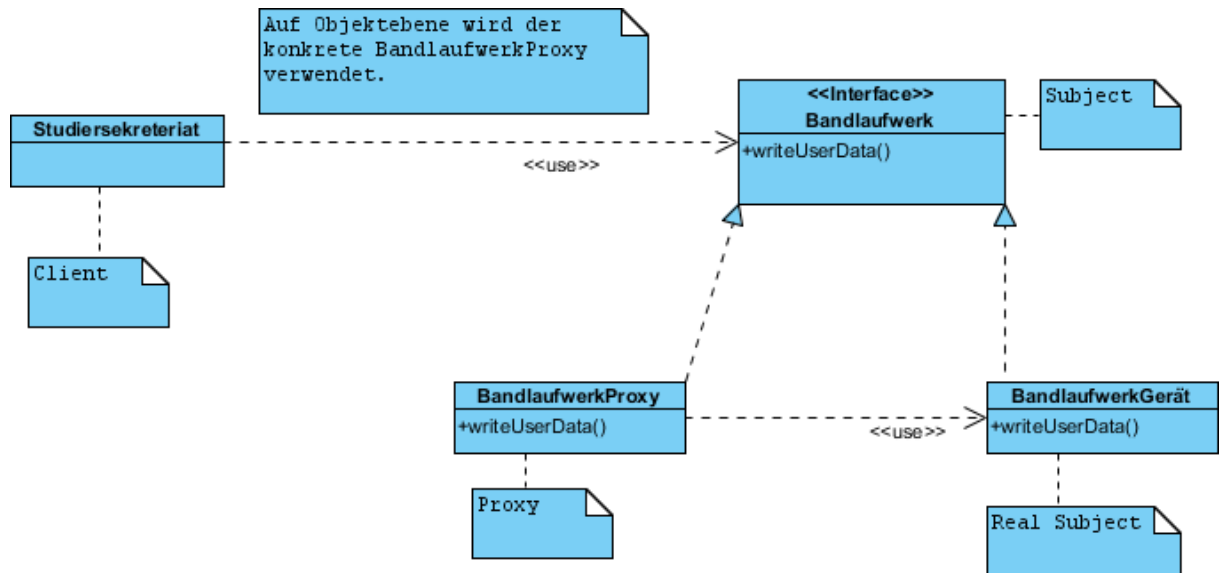 Auf Objektebene wird der
konkrete BandlaufwerkProxy
verwendet.
<<Interface>>
Bandlaufwerk
+writeUserData()
Subject
Studiersekreteriat
<<use>>
Client
BandlaufwerkProxy
+writeUserData()
<<use>>
BandlaufwerkGerät
+writeUserData()
Proxy
Real Subject